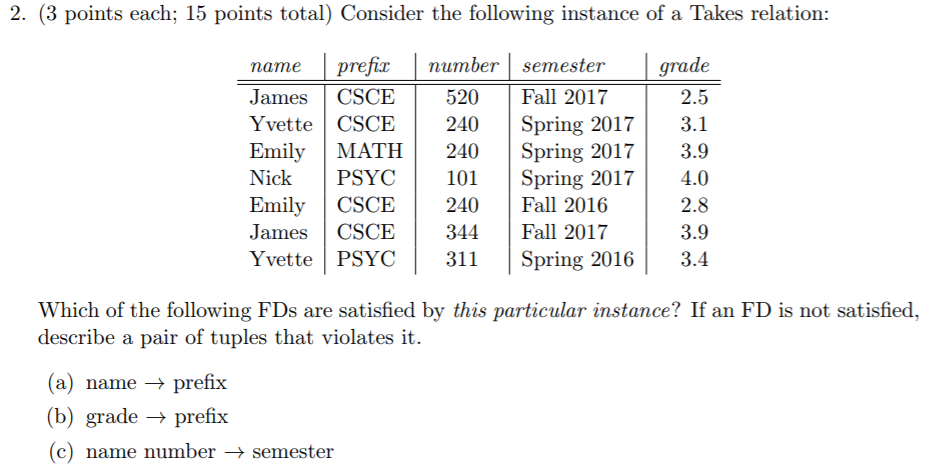 2. (3 points each; 15 points total) Consider the following instance of a Takes relation:
name prefix number semester grade
James CSCE 520 Fall 2017 2.5
Yvette CSCE 240 Spring 2017 3.1
Emily MATH 240 Spring 2017 3.9
Nick PSYC 101 Spring 2017 4.0
Emily CSCE 240 Fall 2016 2.8
James CSCE 344 Fall 2017 3.9
Yvette PSYC 311 Spring 2016 3.4
Which of the following FDs are satisfied by this particular instance? If an FD is not satisfied,
describe a pair of tuples that violates it.
(a) name → prefix
(b) grade → prefix
(c) name number → semester